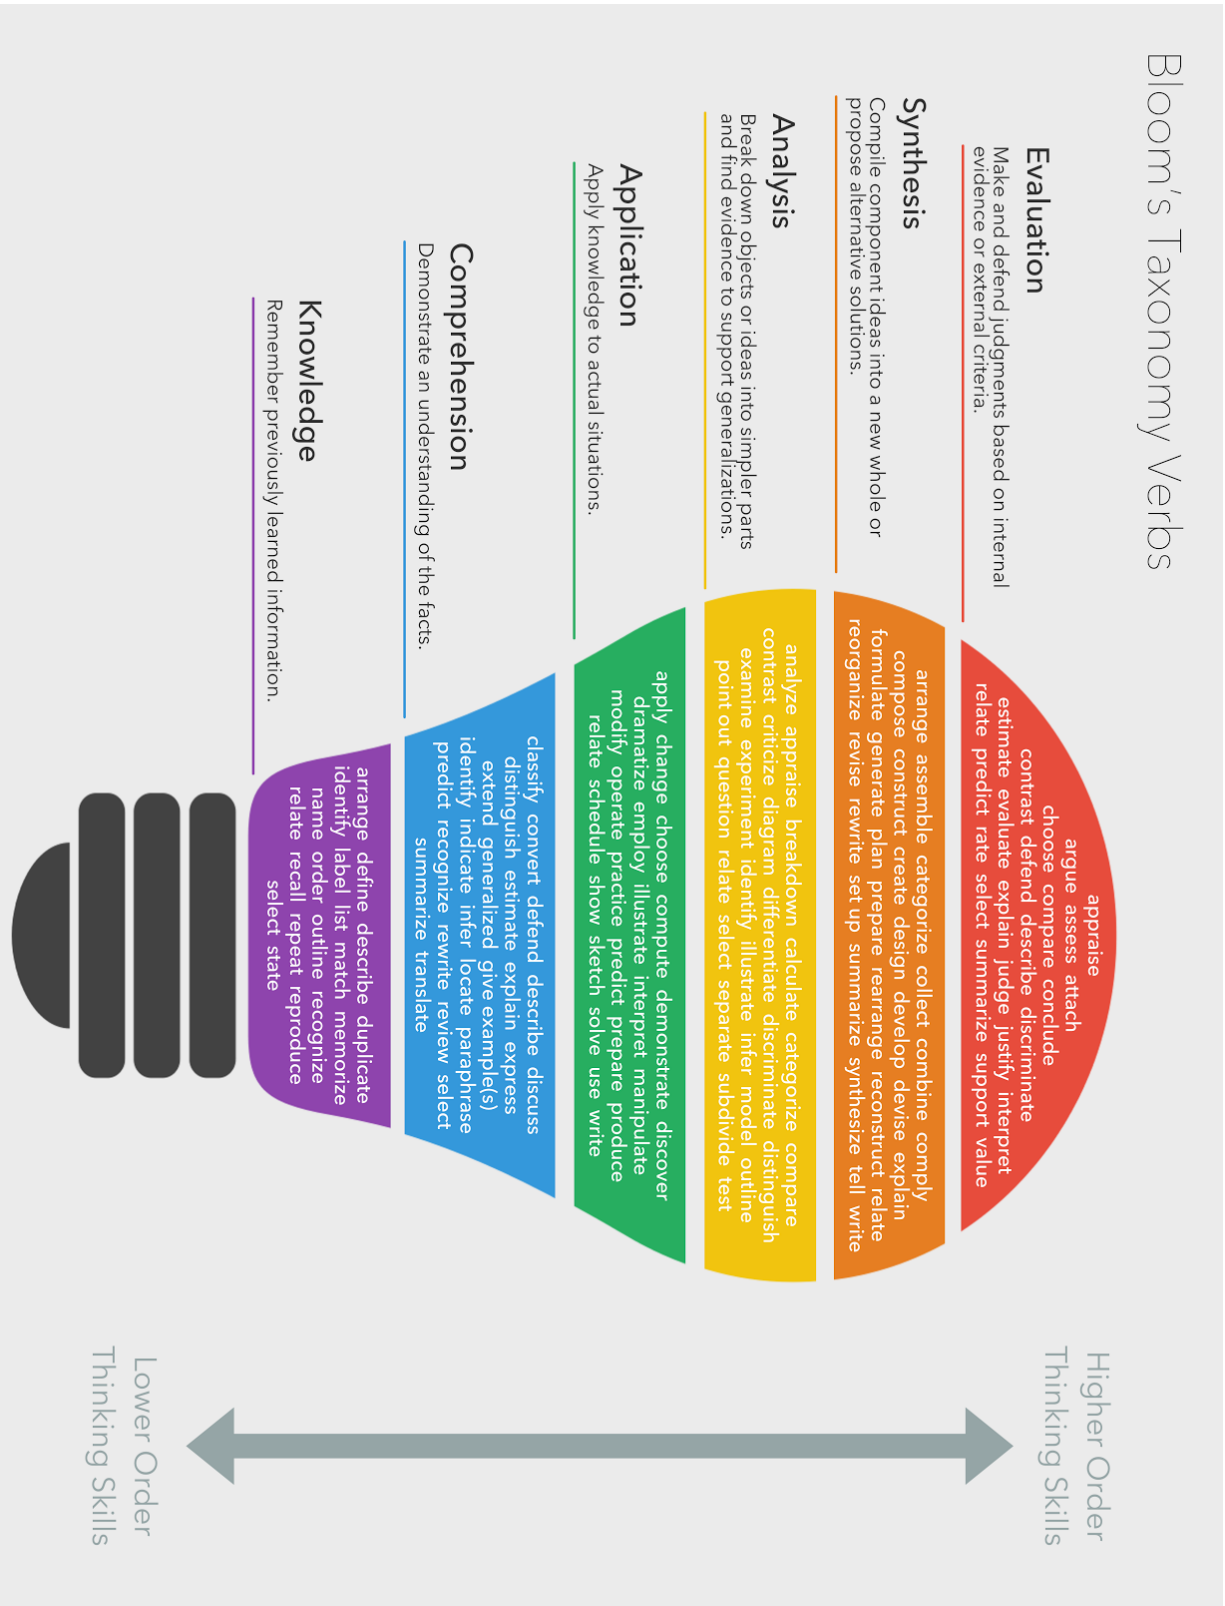 Bloom's Taxonomy Verbs
Evaluation
Make and defend judgments based on internal
evidence or external criteria.
appraise
argue assess attach
choose compare conclude
contrast defend describe discriminate
estimate evaluate explain judge justify interpret
relate predict rate select summarize support value
Synthesis
Compile component ideas into a new whole or
propose alternative solutions.
arrange assemble categorize collect combine comply
compose construct create design develop devise explain
formulate generate plan prepare rearrange reconstruct relate
reorganize revise rewrite set up summarize synthesize tell write
Analysis
Break down objects or ideas into simpler parts
and find evidence to support generalizations.
analyze appraise breakdown calculate categorize compare
contrast criticize diagram differentiate discriminate distinguish
examine experiment identify illustrate infer model outline
point out question relate select separate subdivide test
Application
Apply knowledge to actual situations.
apply change choose compute demonstrate discover
dramatize employ illustrate interpret manipulate
modify operate practice predict prepare produce
relate schedule show sketch solve use write
Comprehension
Demonstrate an understanding of the facts.
classify convert defend describe discuss
distinguish estimate explain express
extend generalized give example(s)
identify indicate infer locate paraphrase
predict recognize rewrite review select
summarize translate
Knowledge
Remember previously learned information.
arrange define describe duplicate
identify label list match memorize
name order outline recognize
relate recall repeat reproduce
select state
Higher Order
Thinking Skills
Lower Order
Thinking Skills